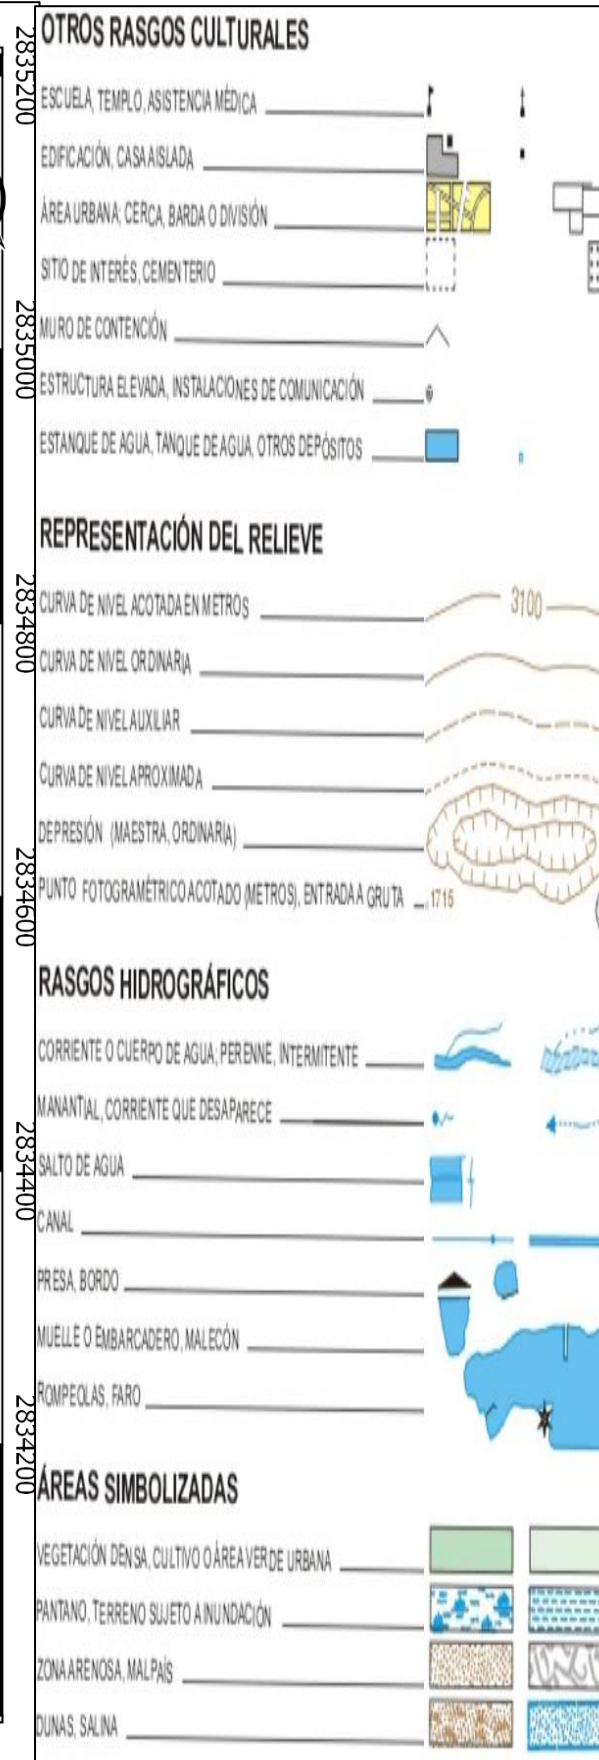 OTROS RASGOS CULTURALES
ESCUELA, TEMPLO, ASISTENCIA MÉDICA
EDIFICACIÓN, CASA AISLADA
ÁREA URBANA: CERCA, BARDA O DIVISIÓN
SITIO DE INTERÉS, CEMENTERIO
MURO DE CONTENCIÓN
ESTRUCTURA ELEVADA, INSTALACIONES DE COMUNICACIÓN
ESTANQUE DE AGUA, TANQUE DE AGUA, OTROS DEPÓSITOS
REPRESENTACIÓN DEL RELIEVE
CURVA DE NIVEL ACOTADA EN METROS 3100
CURVA DE NIVEL ORDINARIA
CURVA DE NIVEL AUXILIAR
CURVA DE NIVEL APROXIMADA
DEPRESIÓN (MAESTRA, ORDINARIA)
PUNTO FOTOGRAMÉTRICO ACOTADO (METROS), ENTRADA A GRUTA 1715
RASGOS HIDROGRÁFICOS
CORRIENTE O CUERPO DE AGUA, PERENNE, INTERMITENTE
MANANTIAL, CORRIENTE QUE DESAPARECE
SALTO DE AGUA
CANAL
PRESA, BORDO
MUELLE O EMBARCADERO, MALECÓN
ROMPEOLAS, FARO
ÁREAS SIMBOLIZADAS
VEGETACIÓN DENSA, CULTIVO O ÁREA VERDE URBANA
PANTANO, TERRENO SUJETO A INUNDACIÓN
ZONA ARENOSA, MALPAÍS
DUNAS, SALINA
2835200
2835000
2834800
2834600
2834400
2834200